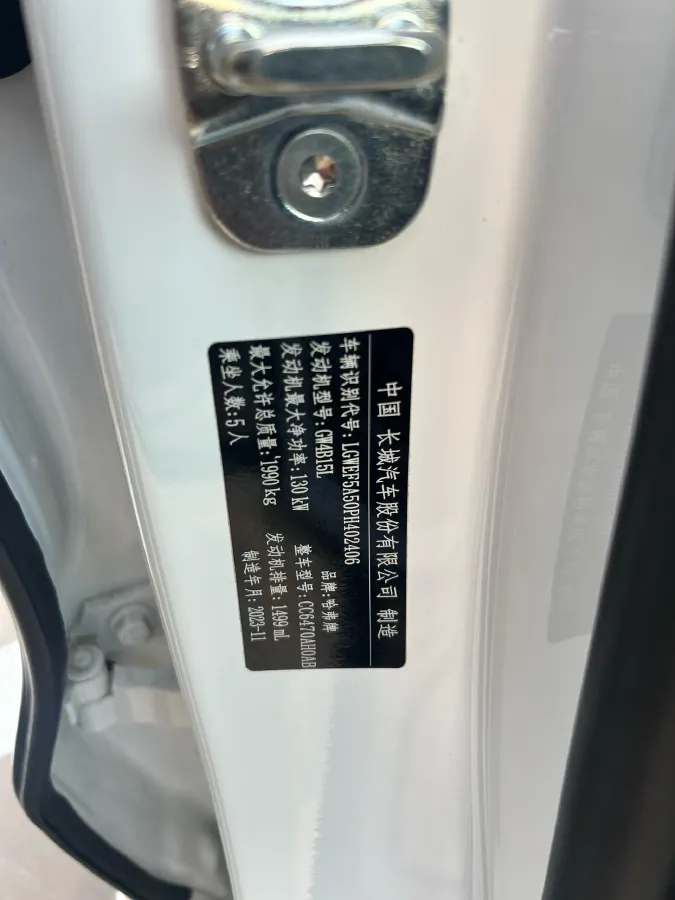 中国 长城汽车股份有限公司 制造
车辆识别代号:LGWEF5A50PH402406
品牌:哈弗牌
发动机型号:GW4B15L 整车型号:CC6470AH0AB
发动机最大净功率:130 kW 发动机排量:1499 mL
最大允许总质量:1990 kg 制造年月:2023-11
乘坐人数:5人